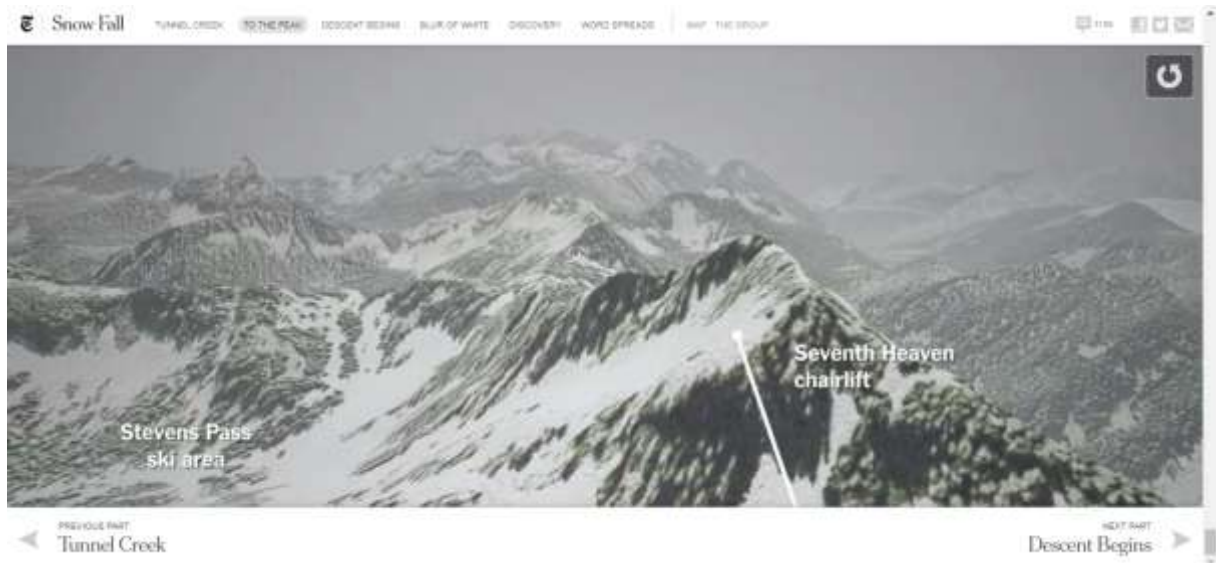 Snow Fall TUNNEL CREEK TO THE PEAK DESCENT BEGINS BLUR OF WHITE DISCOVERY WORD SPREADS MAP THE GROUP
Seventh Heaven
chairlift
Stevens Pass
ski area
PREVIOUS PART
Tunnel Creek
NEXT PART
Descent Begins